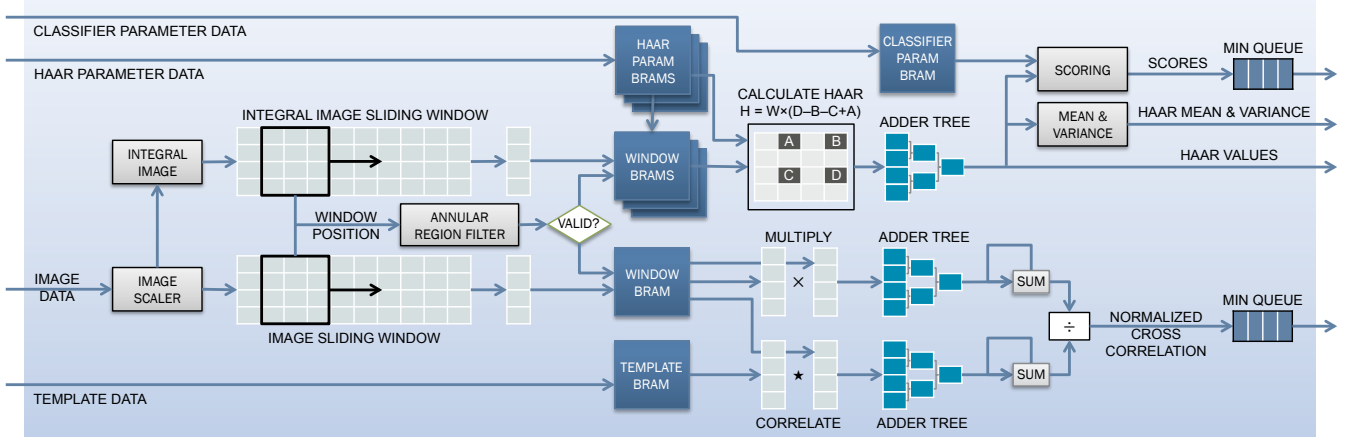 CLASSIFIER PARAMETER DATA
HAAR PARAMETER DATA
HAAR
PARAM
BRAMS
CLASSIFIER
PARAM
BRAM
SCORING
SCORES
MIN QUEUE
CALCULATE HAAR
H = W×(D–B–C+A)
A
B
C
D
ADDER TREE
MEAN &
VARIANCE
HAAR MEAN & VARIANCE
HAAR VALUES
INTEGRAL IMAGE SLIDING WINDOW
INTEGRAL
IMAGE
WINDOW
BRAMS
WINDOW
POSITION
ANNULAR
REGION FILTER
VALID?
IMAGE
DATA
IMAGE
SCALER
IMAGE SLIDING WINDOW
WINDOW
BRAM
MULTIPLY
×
ADDER TREE
SUM
÷
NORMALIZED
CROSS
CORRELATION
MIN QUEUE
TEMPLATE DATA
TEMPLATE
BRAM
★
CORRELATE
ADDER TREE
SUM